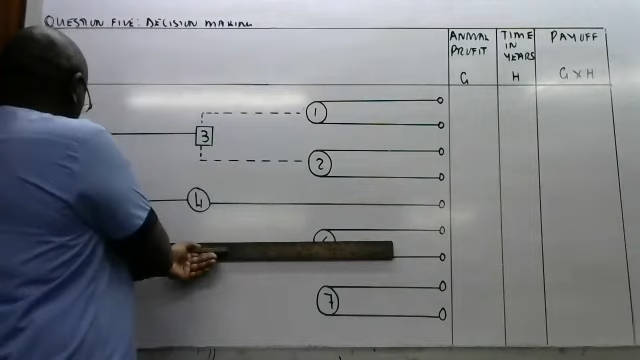 QUESTION FIVE: DECISION MAKING
ANNUAL PROFIT
G
TIME IN YEARS
H
PAYOFF
G X H
1
3
2
4
7